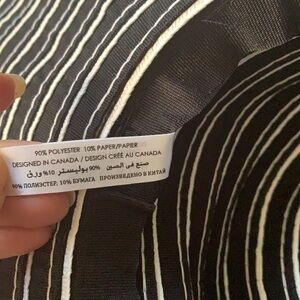 90% POLYESTER 10% PAPER/PAPIER
DESIGNED IN CANADA / DESIGN CRÉÉ AU CANADA
صنع في الصين 90% بوليستر 10% ورق
90% ПОЛИЭСТЕР, 10% БУМАГА ПРОИЗВЕДЕНО В КИТАЙ